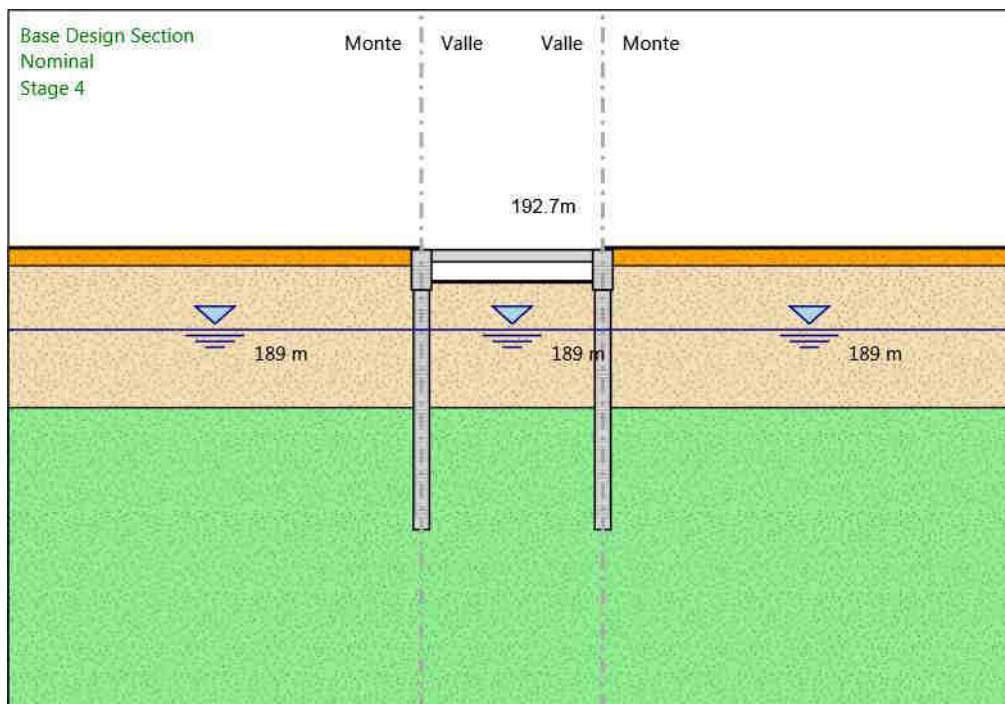 Base Design Section
Nominal
Stage 4
Monte Valle Valle Monte
192.7m
189 m 189 m 189 m